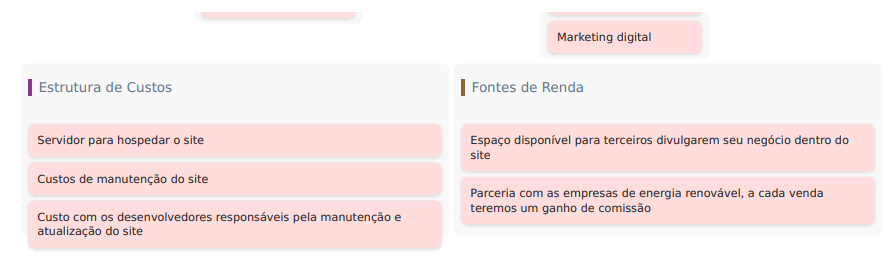 Marketing digital
Estrutura de Custos
Servidor para hospedar o site
Custos de manutenção do site
Custo com os desenvolvedores responsáveis pela manutenção e
atualização do site
Fontes de Renda
Espaço disponível para terceiros divulgarem seu negócio dentro do
site
Parceria com as empresas de energia renovável, a cada venda
teremos um ganho de comissão